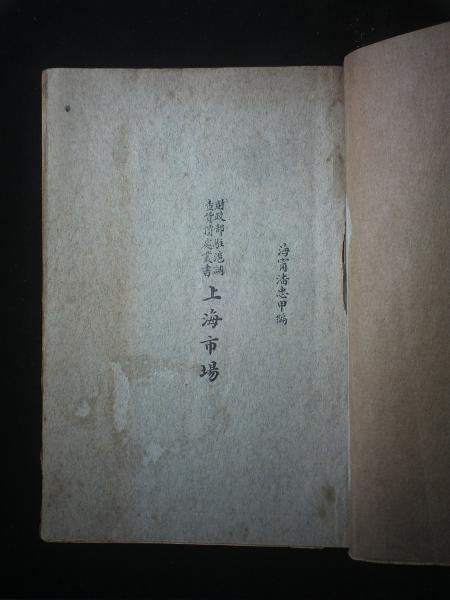 海甯潘忠甲編
財政部駐滬調
查貨價處叢書
上海市場